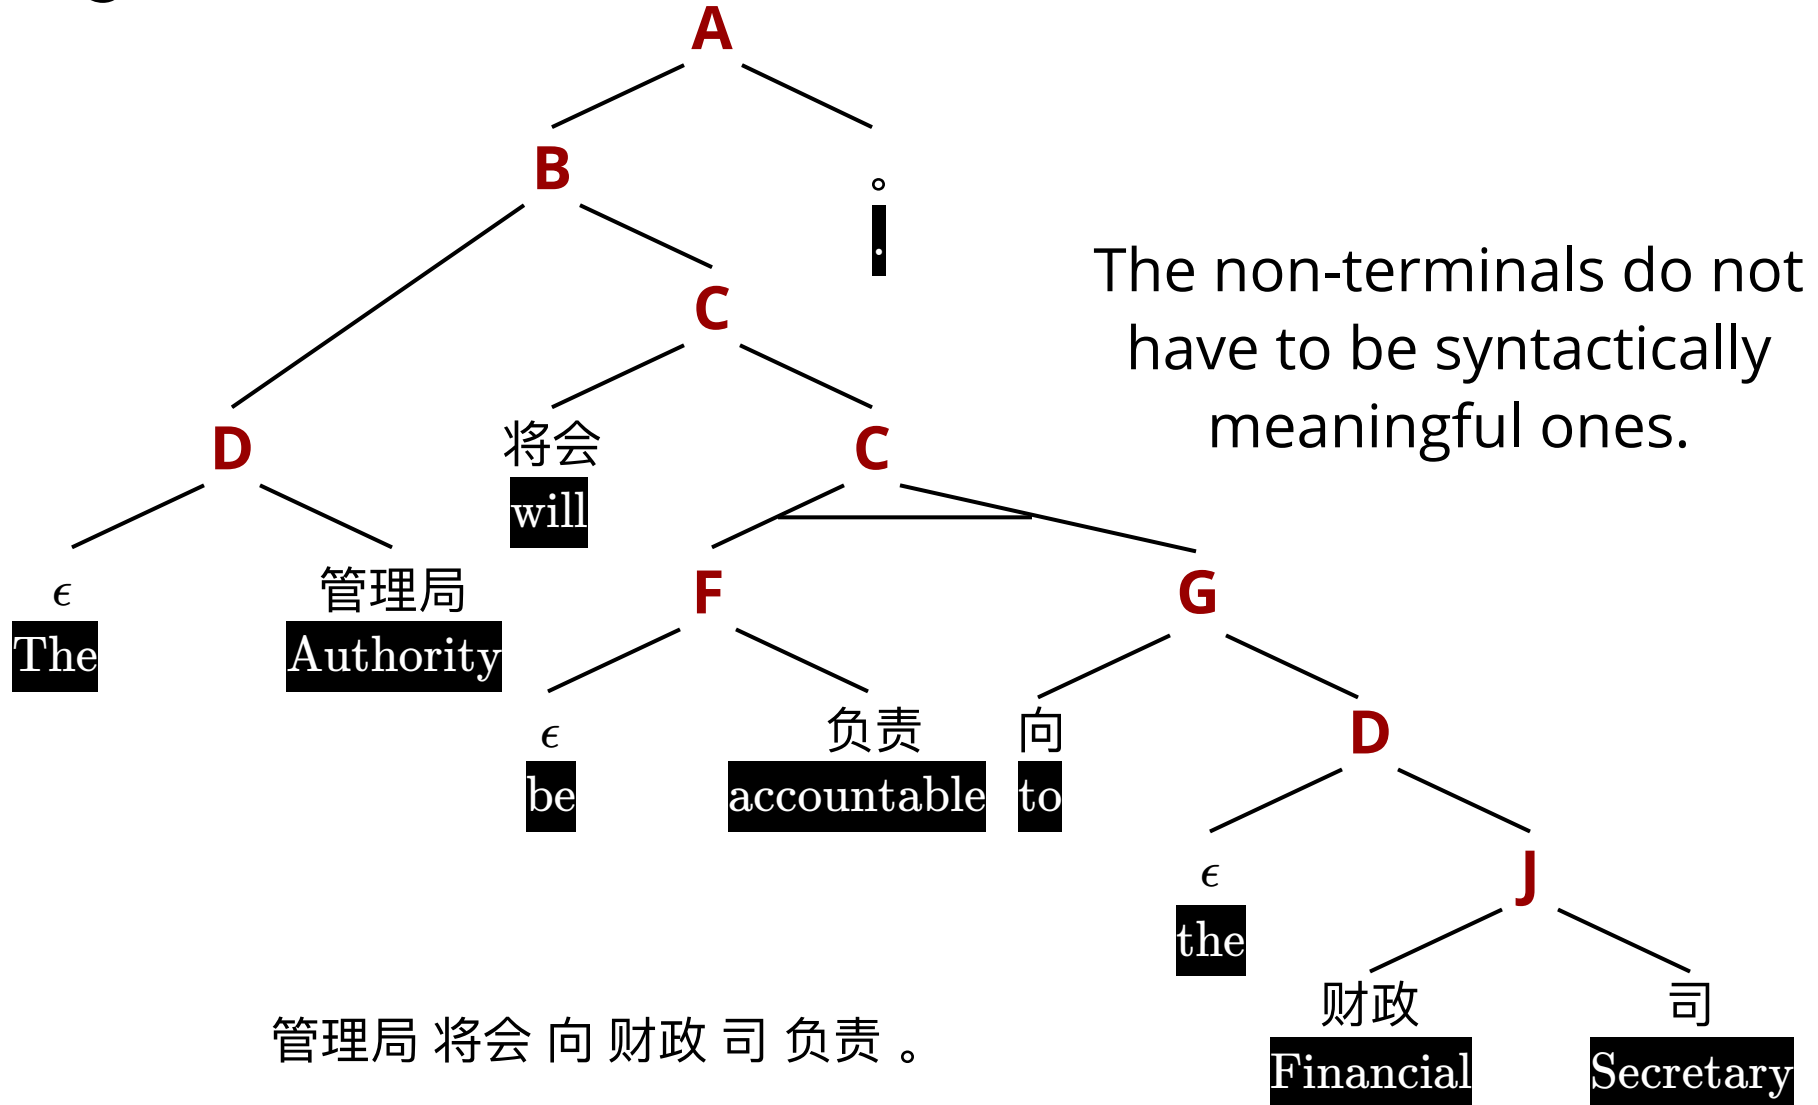 A
B
。
.
The non-terminals do not
have to be syntactically
meaningful ones.
C
D
将会
will
C
ϵ
The
管理局
Authority
F
G
ϵ
be
负责
accountable
向
to
D
ϵ
the
J
财政
Financial
司
Secretary
管理局 将会 向 财政 司 负责 。